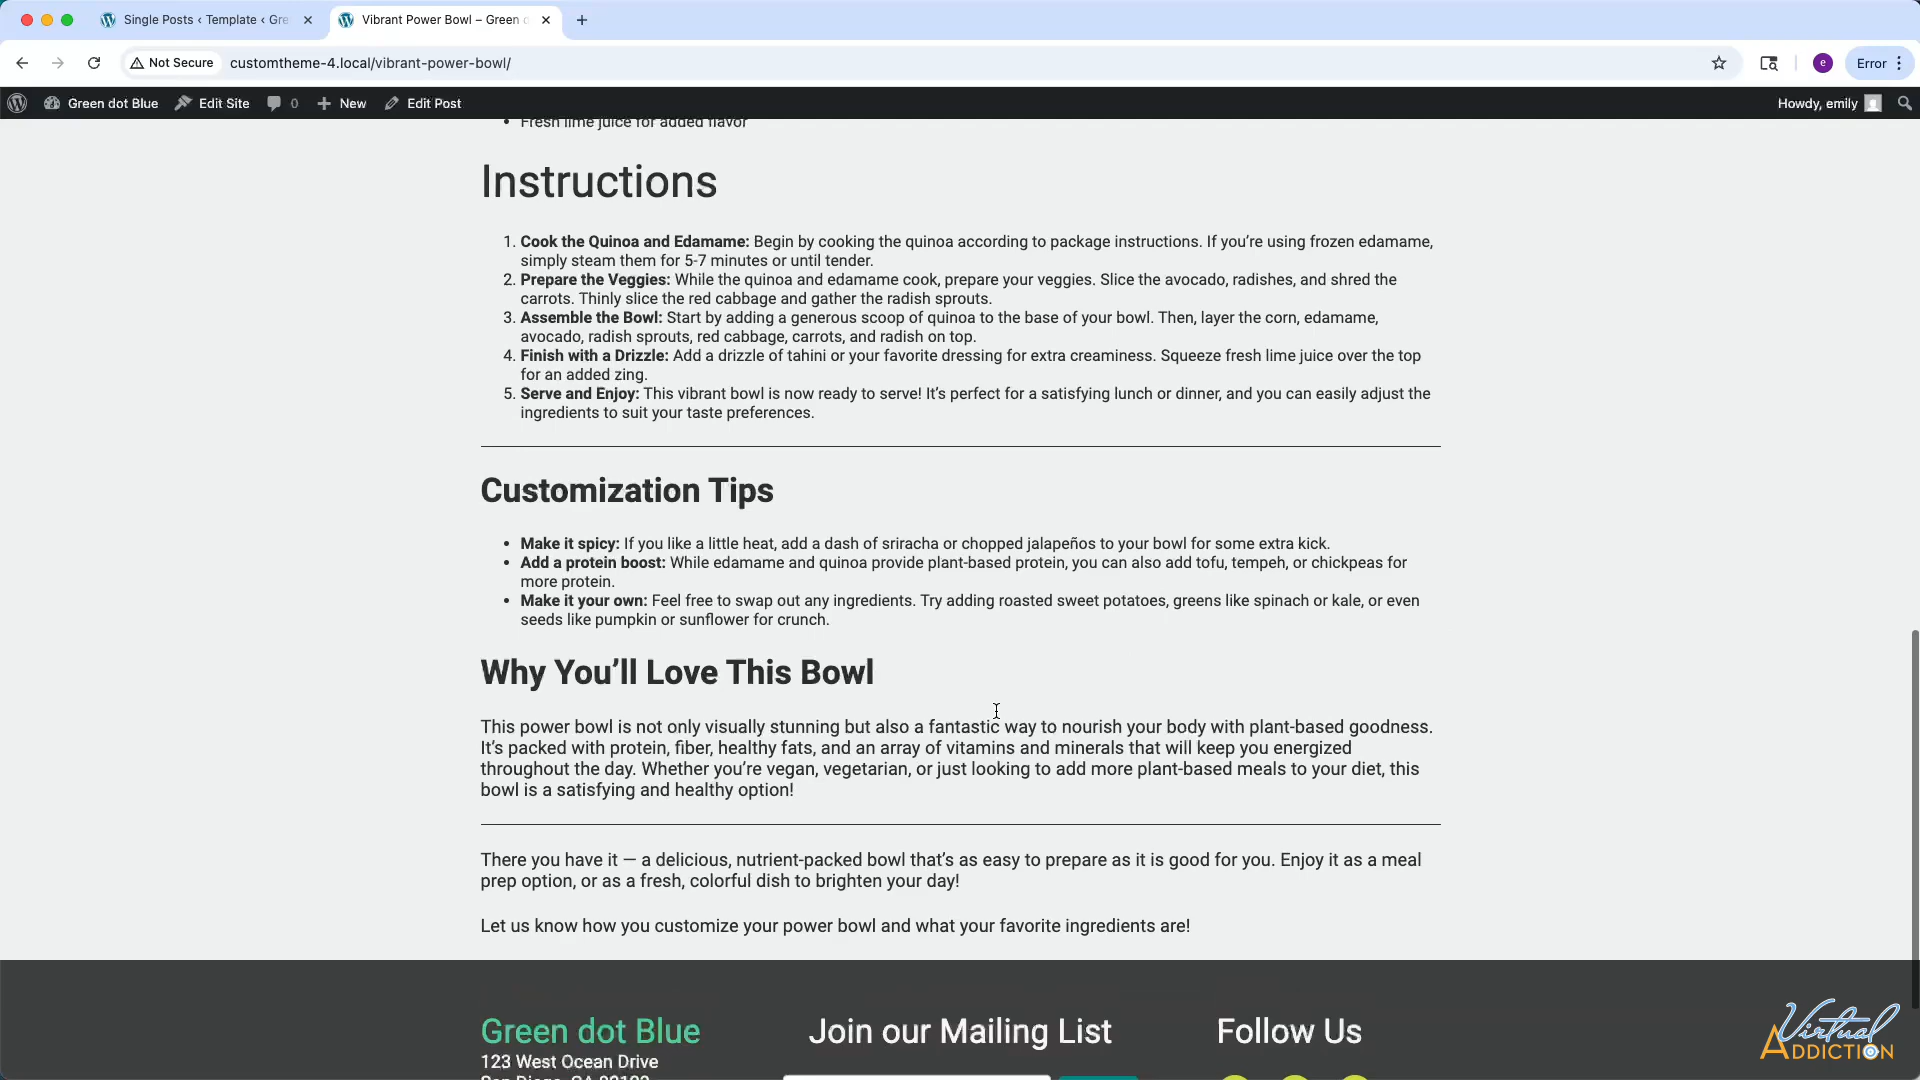 Single Posts ‹ Template ‹ Gre
Vibrant Power Bowl – Green d
Not Secure
customtheme-4.local/vibrant-power-bowl/
e
Error
Green dot Blue
Edit Site
0
New
Edit Post
Howdy, emily
• Fresh lime juice for added flavor
Instructions
1. Cook the Quinoa and Edamame: Begin by cooking the quinoa according to package instructions. If you’re using frozen edamame,
simply steam them for 5-7 minutes or until tender.
2. Prepare the Veggies: While the quinoa and edamame cook, prepare your veggies. Slice the avocado, radishes, and shred the
carrots. Thinly slice the red cabbage and gather the radish sprouts.
3. Assemble the Bowl: Start by adding a generous scoop of quinoa to the base of your bowl. Then, layer the corn, edamame,
avocado, radish sprouts, red cabbage, carrots, and radish on top.
4. Finish with a Drizzle: Add a drizzle of tahini or your favorite dressing for extra creaminess. Squeeze fresh lime juice over the top
for an added zing.
5. Serve and Enjoy: This vibrant bowl is now ready to serve! It’s perfect for a satisfying lunch or dinner, and you can easily adjust the
ingredients to suit your taste preferences.
Customization Tips
• Make it spicy: If you like a little heat, add a dash of sriracha or chopped jalapeños to your bowl for some extra kick.
• Add a protein boost: While edamame and quinoa provide plant-based protein, you can also add tofu, tempeh, or chickpeas for
more protein.
• Make it your own: Feel free to swap out any ingredients. Try adding roasted sweet potatoes, greens like spinach or kale, or even
seeds like pumpkin or sunflower for crunch.
Why You’ll Love This Bowl
This power bowl is not only visually stunning but also a fantastic way to nourish your body with plant-based goodness.
It’s packed with protein, fiber, healthy fats, and an array of vitamins and minerals that will keep you energized
throughout the day. Whether you’re vegan, vegetarian, or just looking to add more plant-based meals to your diet, this
bowl is a satisfying and healthy option!
There you have it — a delicious, nutrient-packed bowl that’s as easy to prepare as it is good for you. Enjoy it as a meal
prep option, or as a fresh, colorful dish to brighten your day!
Let us know how you customize your power bowl and what your favorite ingredients are!
Green dot Blue
Join our Mailing List
Follow Us
123 West Ocean Drive
San Diego, CA
Virtual
ADDICTION